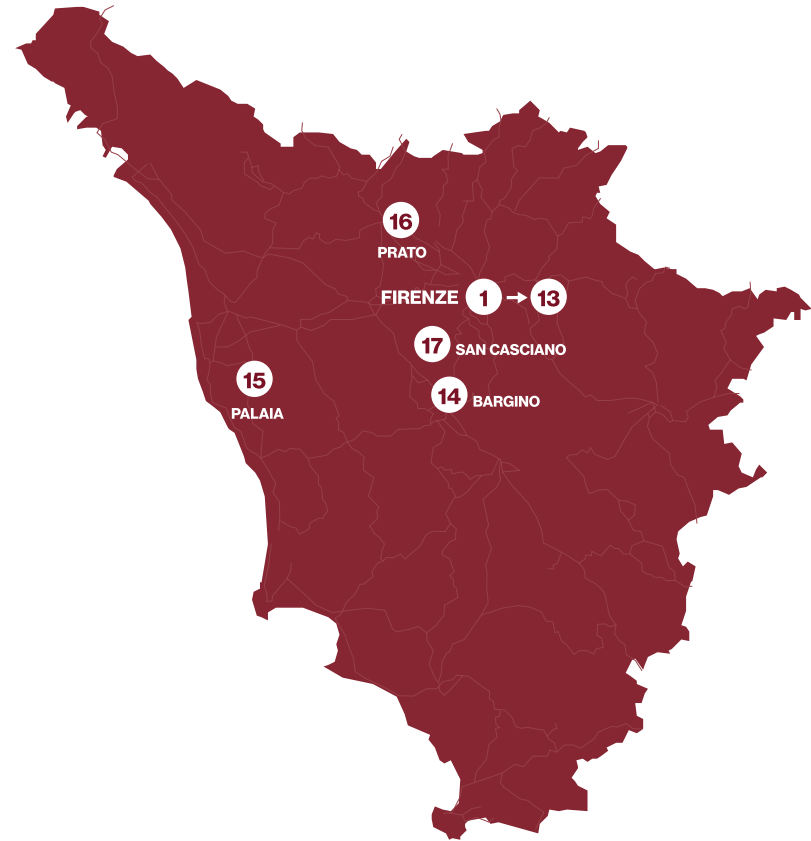 16
PRATO
FIRENZE 1 → 13
17 SAN CASCIANO
15
PALAIA
14 BARGINO